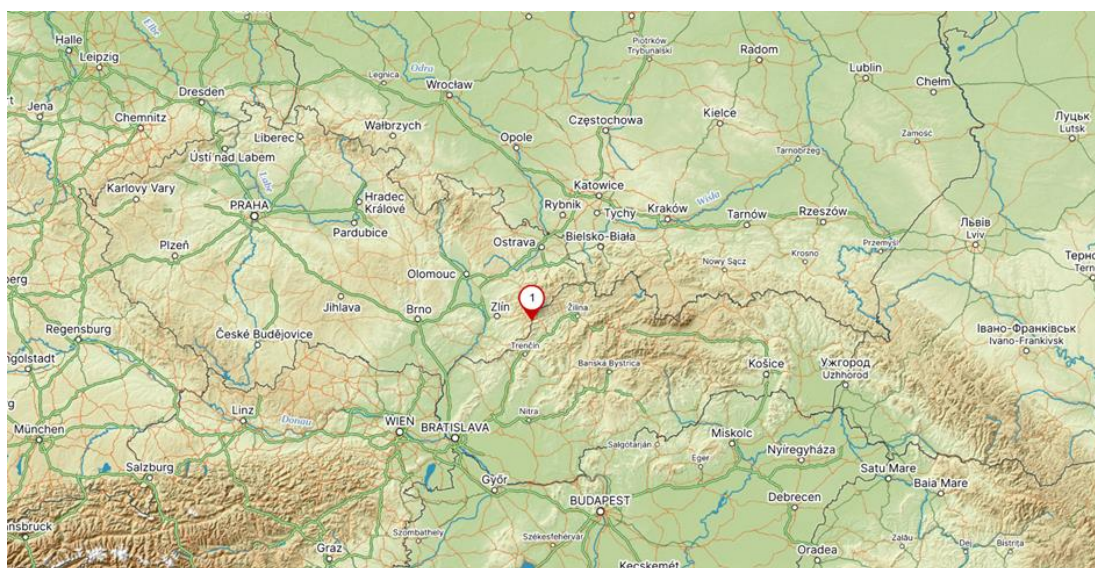 Elbe
Halle
Leipzig
Piotrków
Trybunalski
Radom
Lublin
Chełm
Legnica
Odra
Wrocław
Dresden
Jena
Chemnitz
Liberec
Wałbrzych
Opole
Częstochowa
Kielce
Zamość
Луцьк
Lutsk
Ústí nad Labem
Labe
Karlovy Vary
PRAHA
Hradec
Králové
Pardubice
Katowice
Rybnik
Tychy
Kraków
Wisła
Tarnobrzeg
Tarnów
Rzeszów
Львів
Lviv
Plzeň
Ostrava
Bielsko-Biała
Przemyśl
Krosno
Nowy Sącz
Терно
Tern
berg
Olomouc
Jihlava
Brno
Zlín
1
Žilina
Regensburg
České Budějovice
Trenčín
Banská Bystrica
Košice
Ужгород
Uzhhorod
Івано-Франківськ
Ivano-Frankivsk
ngolstadt
g
München
Linz
Donau
WIEN
BRATISLAVA
Nitra
Salgótarján
Eger
Miskolc
Nyíregyháza
Satu Mare
Baia Mare
Salzburg
Győr
BUDAPEST
Debrecen
nnsbruck
Szombathely
Székesfehérvár
Graz
Kecskemét
Oradea
Zalău
Dej
Bistrița